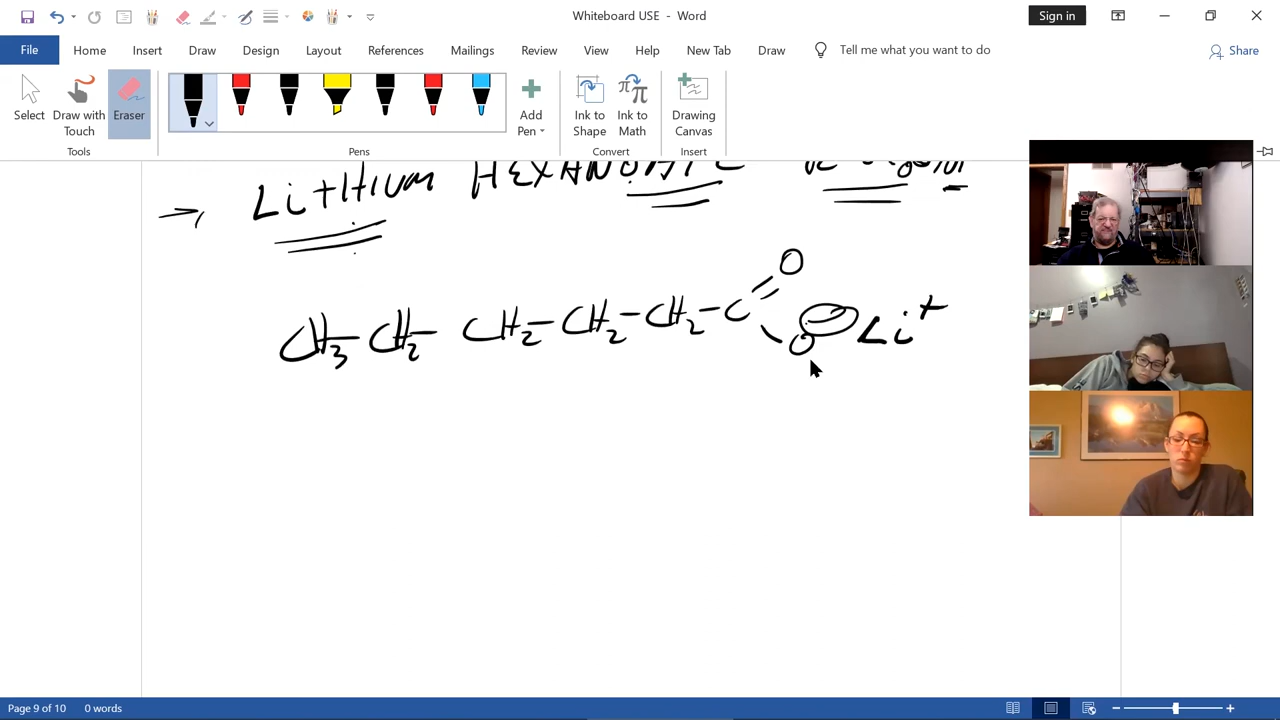 Whiteboard USE - Word
Sign in
File Home Insert Draw Design Layout References Mailings Review View Help New Tab Draw Tell me what you want to do Share
Select
Draw with Touch
Eraser
Add Pen
Ink to Shape
Ink to Math
Drawing Canvas
Tools Pens Convert Insert
→ LiTHIUM HEXANOATE
O
CH3-CH2 CH2-CH2-CH2-C
O⊖ Li+
Page 9 of 10 0 words